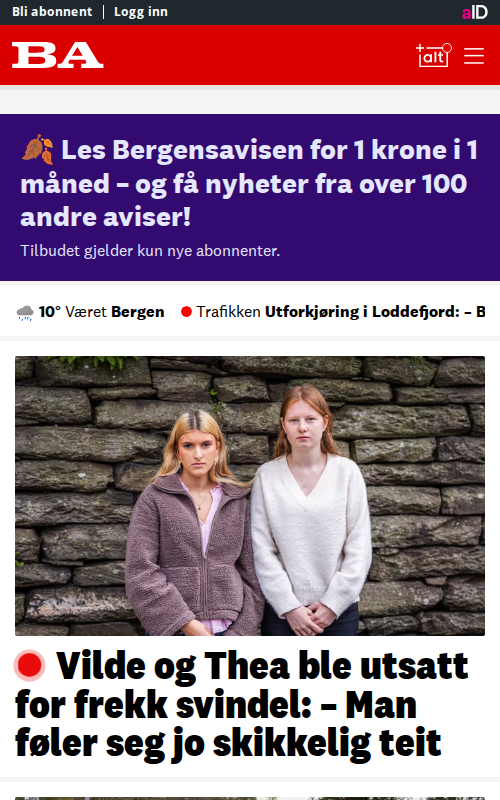 Bli abonnent | Logg inn
aID
BA
+alt
🍂 Les Bergensavisen for 1 krone i 1
måned – og få nyheter fra over 100
andre aviser!
Tilbudet gjelder kun nye abonnenter.
10° Været Bergen Trafikken Utforkjøring i Loddefjord: – B
Vilde og Thea ble utsatt
for frekk svindel: – Man
føler seg jo skikkelig teit